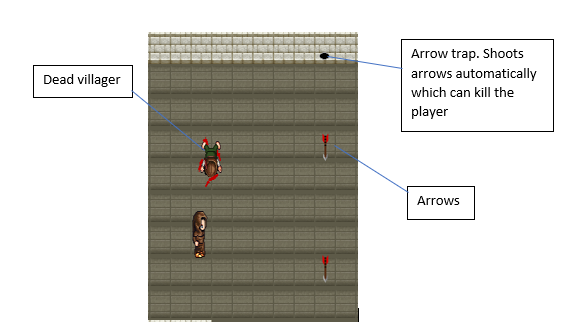 Dead villager
Arrow trap. Shoots
arrows automatically
which can kill the
player
Arrows